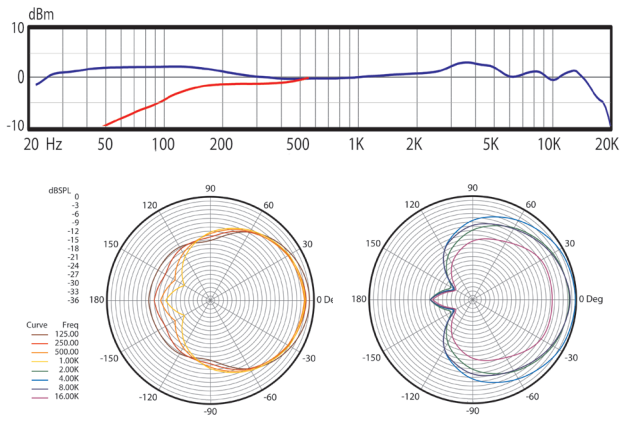 dBm
10
0
-10
20 Hz 50 100 200 500 1K 2K 5K 10K 20K
dBSPL
0
-3
-6
-9
-12
-15
-18
-21
-24
-27
-30
-33
-36
90
120 60
150 30
180 0 De
-150 -30
-120 -60
-90
90
120 60
150 30
180 0 Deg
-150 -30
-120 -60
-90
Curve Freq
125.00
250.00
500.00
1.00K
2.00K
4.00K
8.00K
16.00K